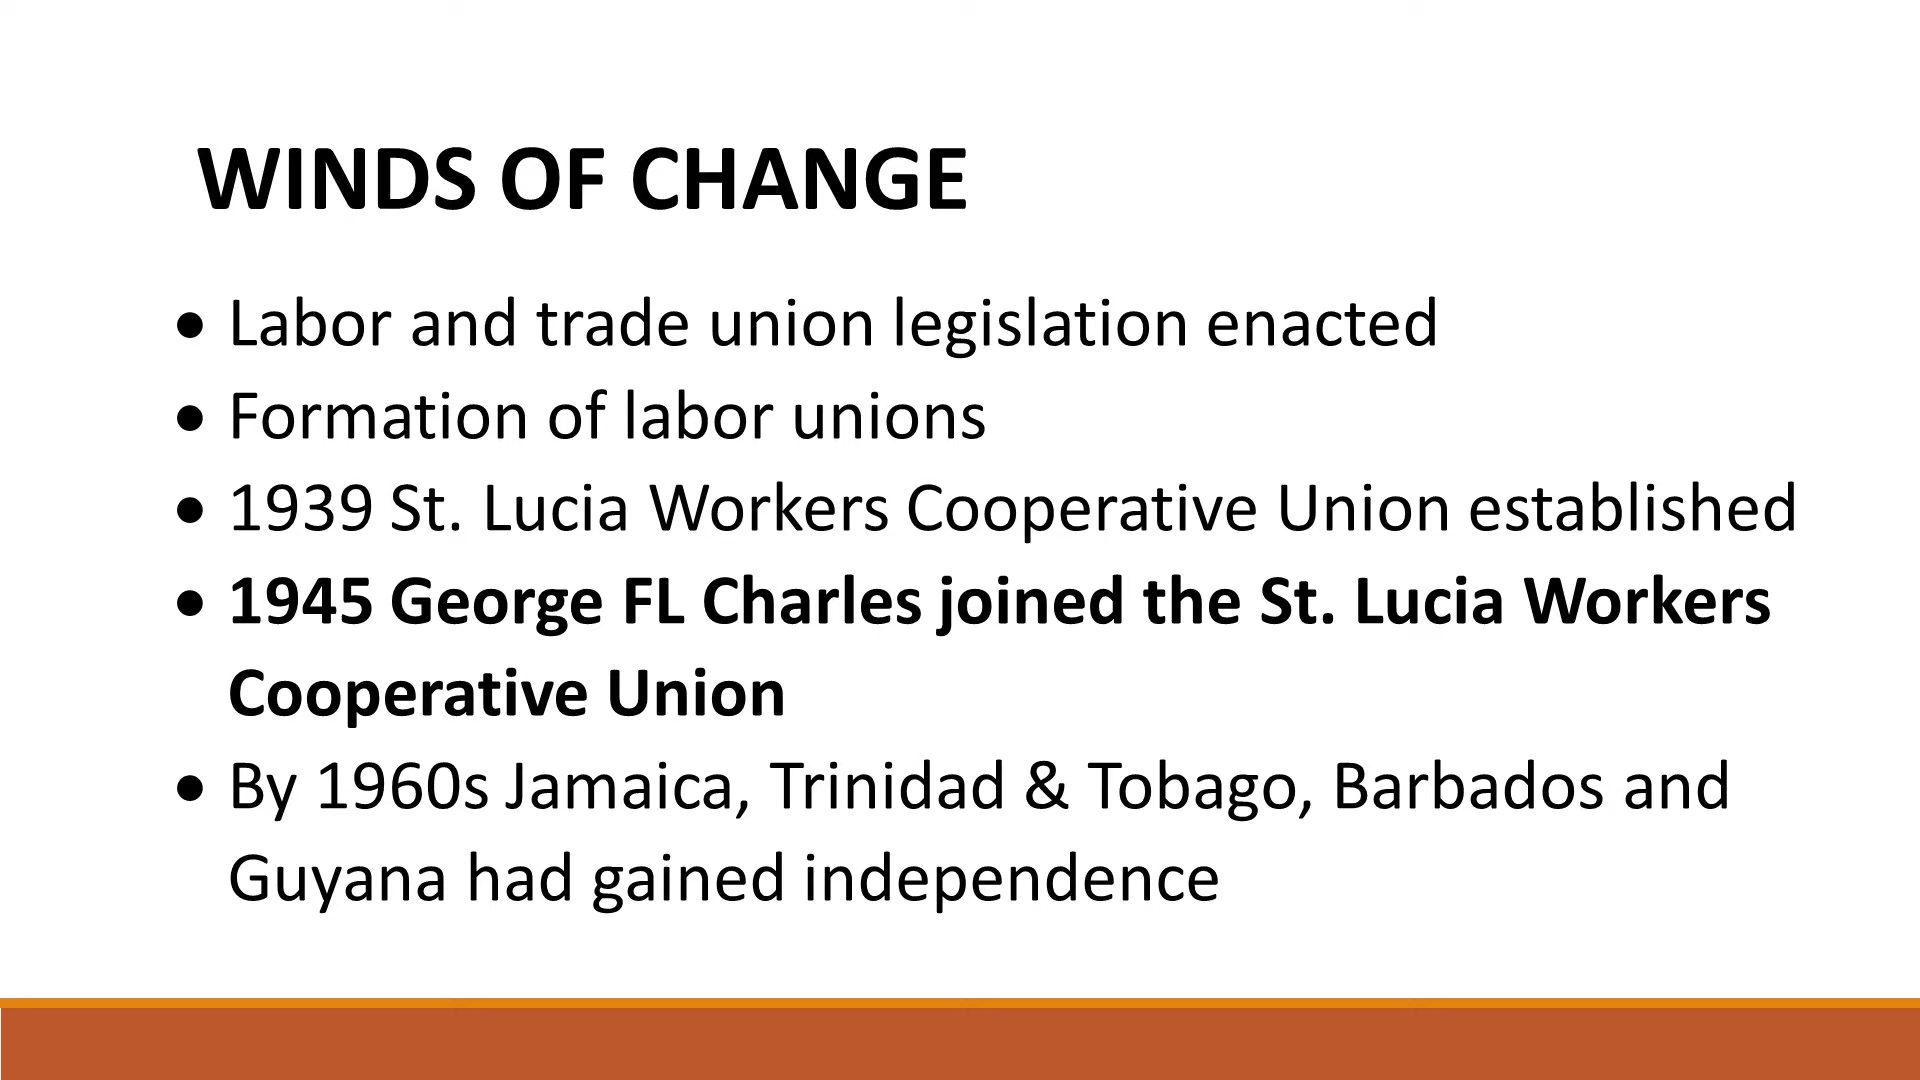 WINDS OF CHANGE
• Labor and trade union legislation enacted
• Formation of labor unions
• 1939 St. Lucia Workers Cooperative Union established
• 1945 George FL Charles joined the St. Lucia Workers
Cooperative Union
• By 1960s Jamaica, Trinidad & Tobago, Barbados and
Guyana had gained independence